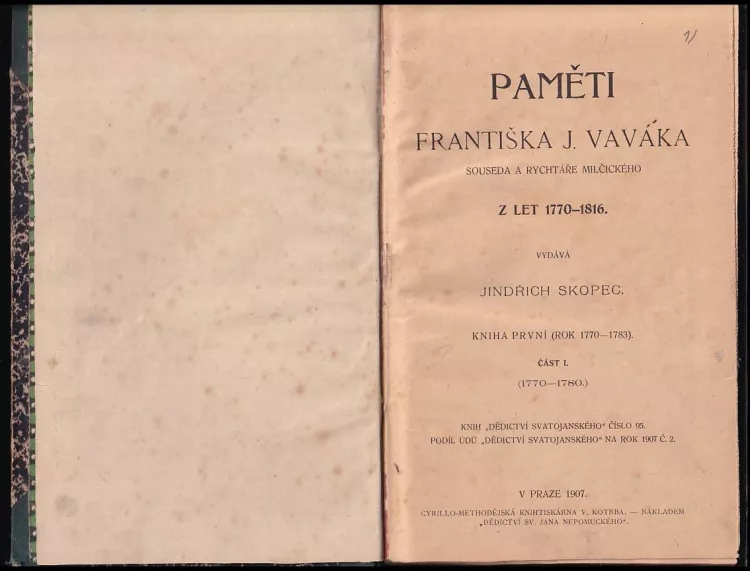 1)
PAMĚTI
FRANTIŠKA J. VAVÁKA
SOUSEDA A RYCHTÁŘE MILČICKÉHO
Z LET 1770—1816.
VYDÁVÁ
JINDŘICH SKOPEC.
KNIHA PRVNÍ (ROK 1770—1783).
ČÁST I.
(1770—1780.)
KNIH „DĚDICTVÍ SVATOJANSKÉHO“ ČÍSLO 95.
PODÍL ÚDŮ „DĚDICTVÍ SVATOJANSKÉHO“ NA ROK 1907 Č. 2.
V PRAZE 1907.
CYRILLO-METHODĚJSKÁ KNIHTISKÁRNA V. KOTRBA. — NÁKLADEM
„DĚDICTVÍ SV. JANA NEPOMUCKÉHO“.